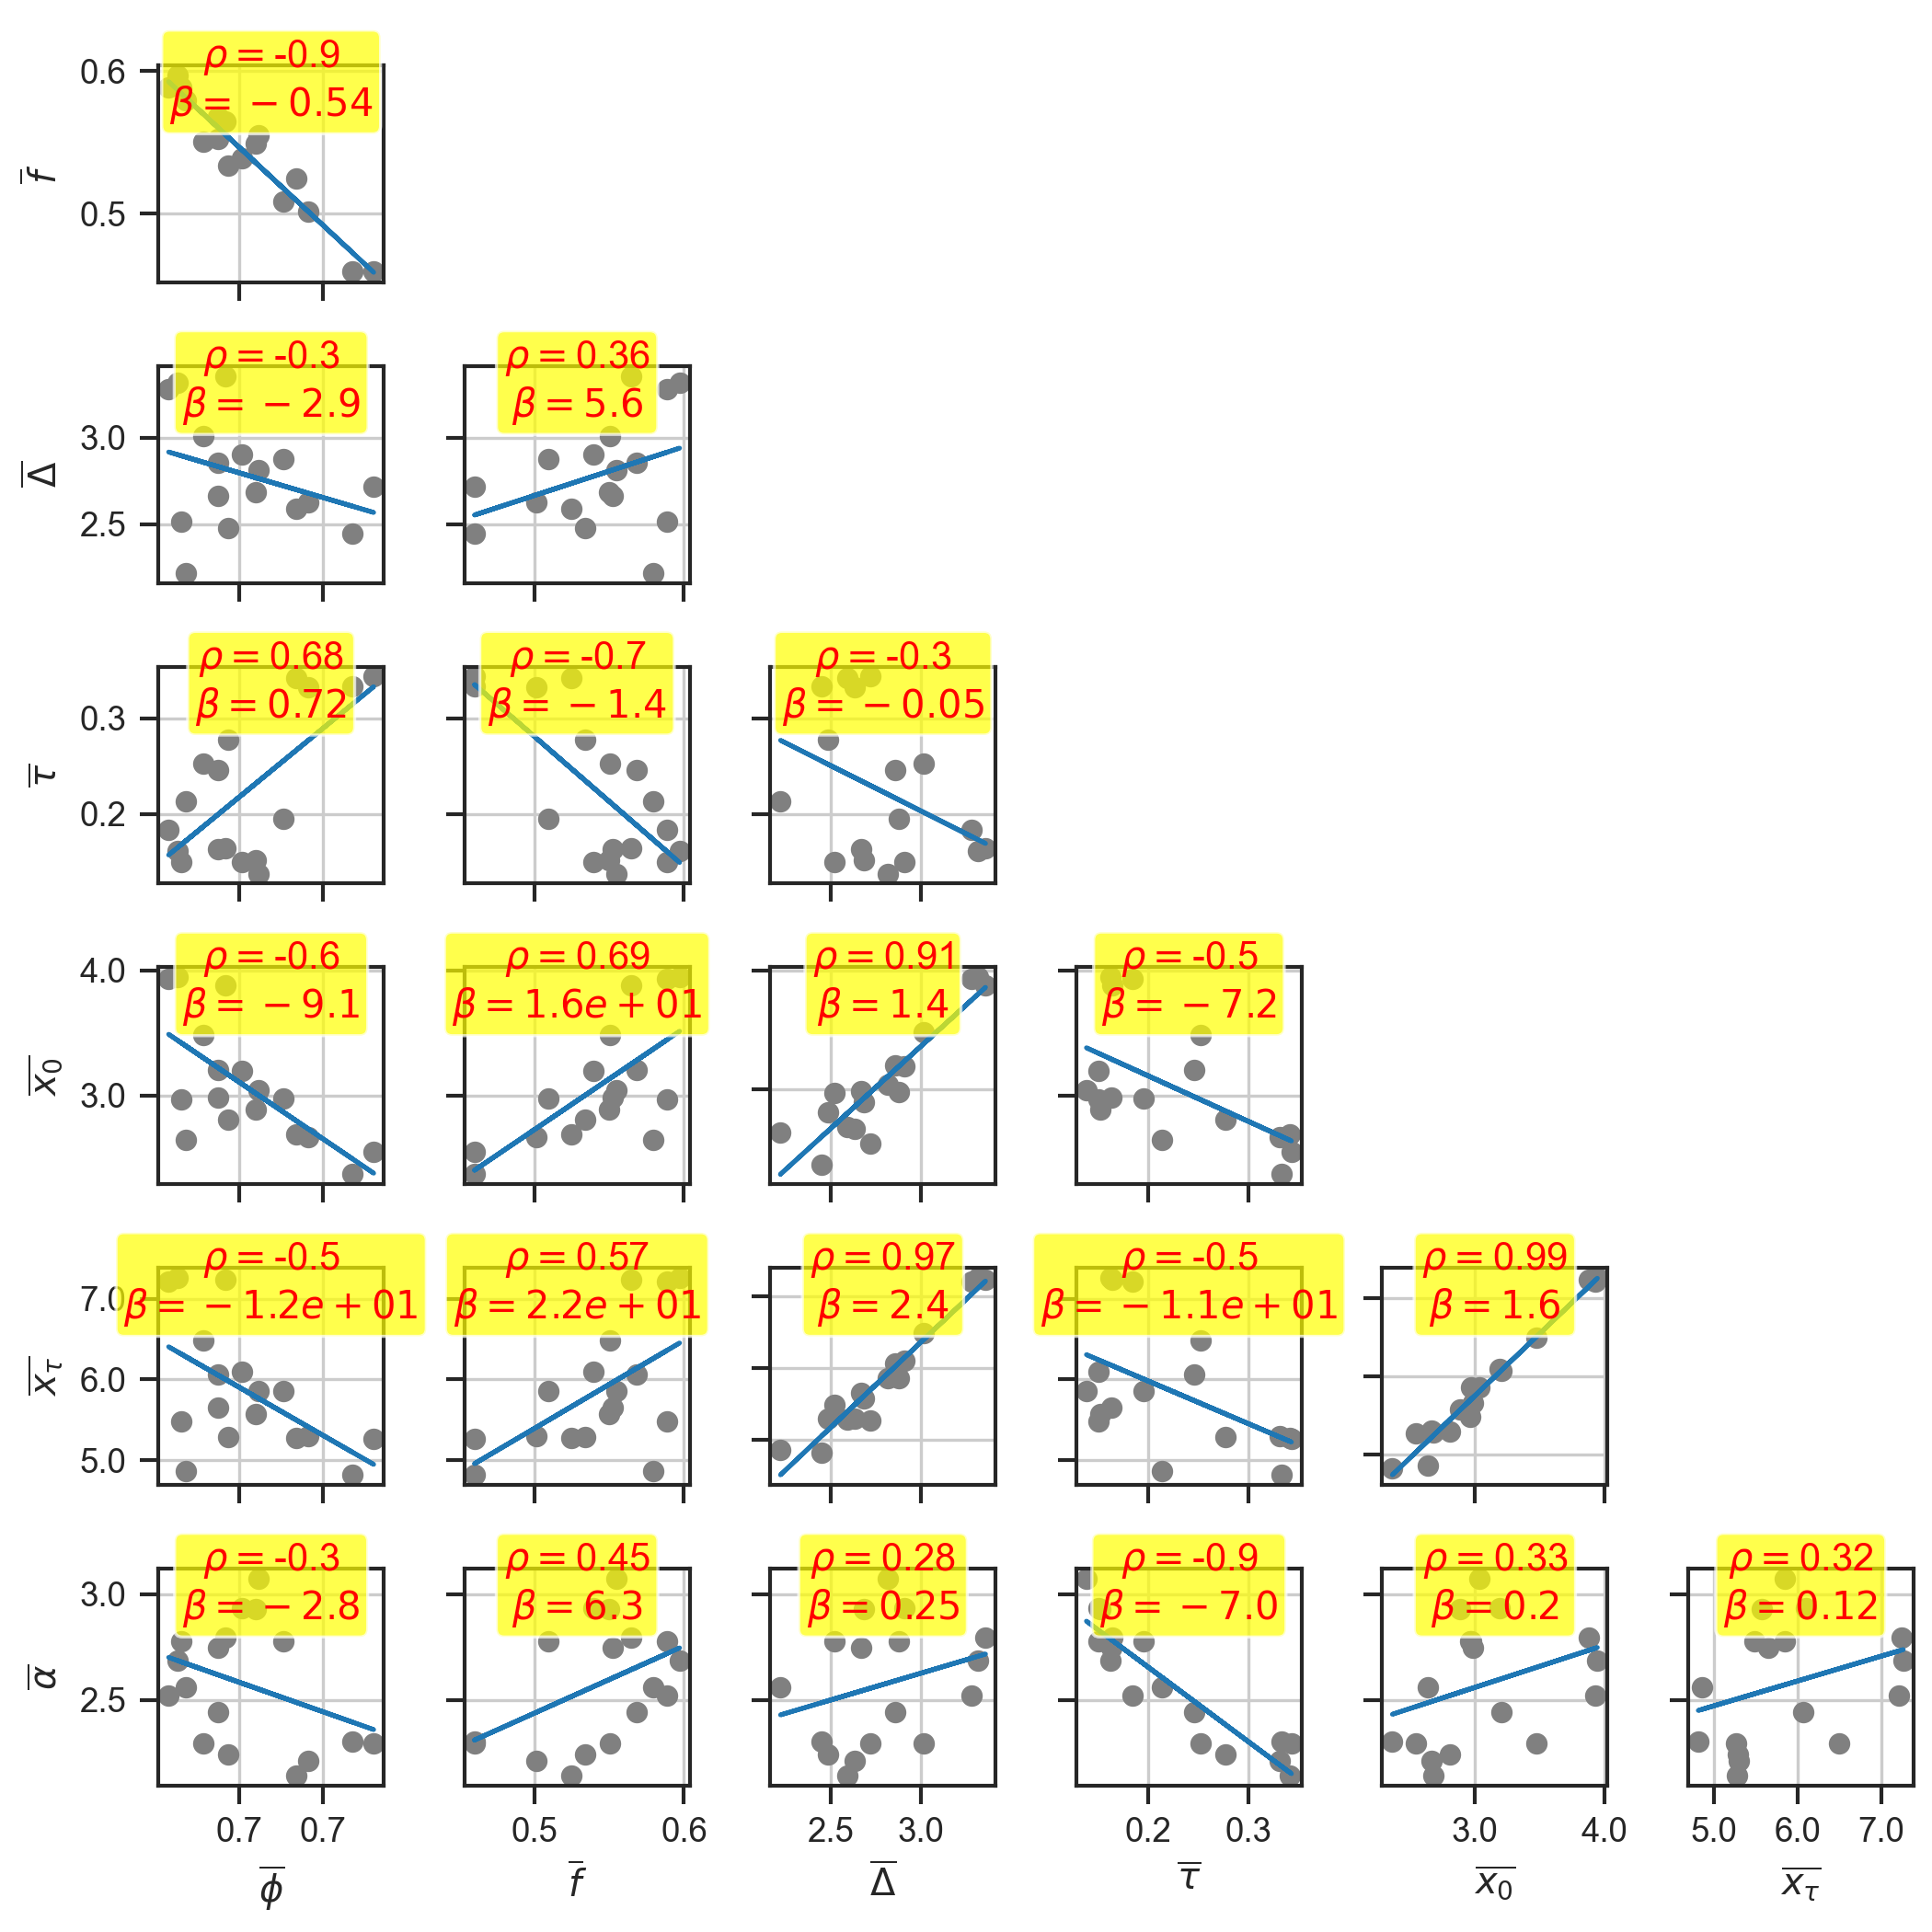 ρ = -0.9
β = − 0.54
0.6
0.5
f̅
ρ = -0.3
β = − 2.9
ρ = 0.36
β = 5.6
3.0
2.5
Δ̅
ρ = 0.68
β = 0.72
ρ = -0.7
β = − 1.4
ρ = -0.3
β = − 0.05
0.3
0.2
τ̅
ρ = -0.6
β = − 9.1
ρ = 0.69
β = 1.6e + 01
ρ = 0.91
β = 1.4
ρ = -0.5
β = − 7.2
4.0
3.0
x̅₀
ρ = -0.5
β = − 1.2e + 01
ρ = 0.57
β = 2.2e + 01
ρ = 0.97
β = 2.4
ρ = -0.5
β = − 1.1e + 01
ρ = 0.99
β = 1.6
7.0
6.0
5.0
x̅_τ
ρ = -0.3
β = − 2.8
ρ = 0.45
β = 6.3
ρ = 0.28
β = 0.25
ρ = -0.9
β = − 7.0
ρ = 0.33
β = 0.2
ρ = 0.32
β = 0.12
3.0
2.5
α̅
0.7 0.7 0.5 0.6 2.5 3.0 0.2 0.3 3.0 4.0 5.0 6.0 7.0
ϕ̅ f̅ Δ̅ τ̅ x̅₀ x̅_τ